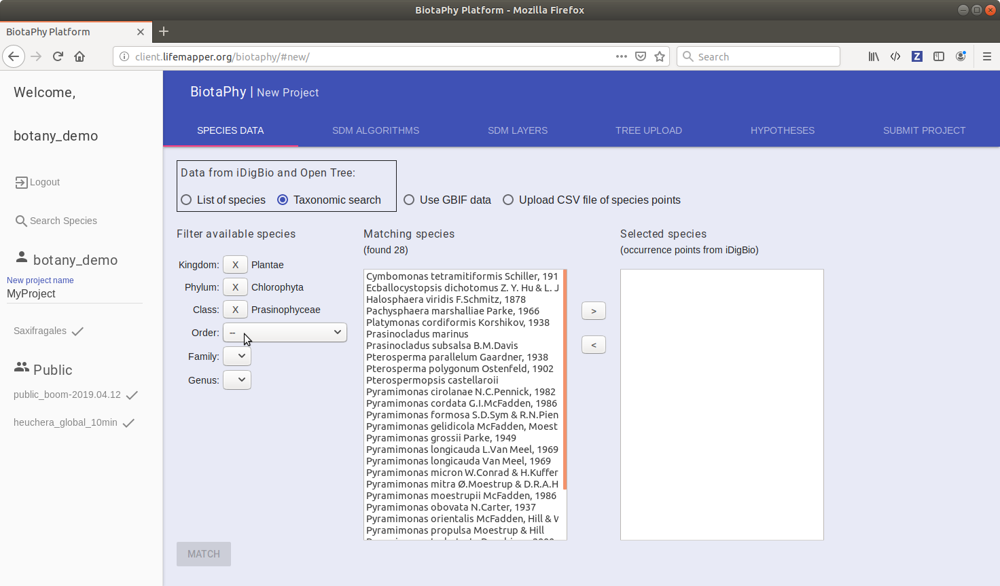 BiotaPhy Platform - Mozilla Firefox
BiotaPhy Platform
client.lifemapper.org/biotaphy/#new/
Search
Z
Welcome,
botany_demo
Logout
Search Species
botany_demo
New project name
MyProject
Saxifragales
Public
public_boom-2019.04.12
heuchera_global_10min
BiotaPhy | New Project
SPECIES DATA
SDM ALGORITHMS
SDM LAYERS
TREE UPLOAD
HYPOTHESES
SUBMIT PROJECT
Data from iDigBio and Open Tree:
List of species
Taxonomic search
Use GBIF data
Upload CSV file of species points
Filter available species
Kingdom: X Plantae
Phylum: X Chlorophyta
Class: X Prasinophyceae
Order: --
Family:
Genus:
MATCH
Matching species
(found 28)
Cymbomonas tetramitiformis Schiller, 191
Ecballocystopsis dichotomus Z. Y. Hu & L. J
Halosphaera viridis F.Schmitz, 1878
Pachysphaera marshalliae Parke, 1966
Platymonas cordiformis Korshikov, 1938
Prasinocladus marinus
Prasinocladus subsalsa B.M.Davis
Pterosperma parallelum Gaardner, 1938
Pterosperma polygonum Ostenfeld, 1902
Pterospermopsis castellaroii
Pyramimonas cirolanae N.C.Pennick, 1982
Pyramimonas cordata G.I.McFadden, 1986
Pyramimonas formosa S.D.Sym & R.N.Pien
Pyramimonas gelidicola McFadden, Moest
Pyramimonas grossii Parke, 1949
Pyramimonas longicauda L.Van Meel, 1969
Pyramimonas longicauda Van Meel, 1969
Pyramimonas micron W.Conrad & H.Kuffer
Pyramimonas mitra Ø.Moestrup & D.R.A.H
Pyramimonas moestrupii McFadden, 1986
Pyramimonas obovata N.Carter, 1937
Pyramimonas orientalis McFadden, Hill & W
Pyramimonas propulsa Moestrup & Hill
>
<
Selected species
(occurrence points from iDigBio)